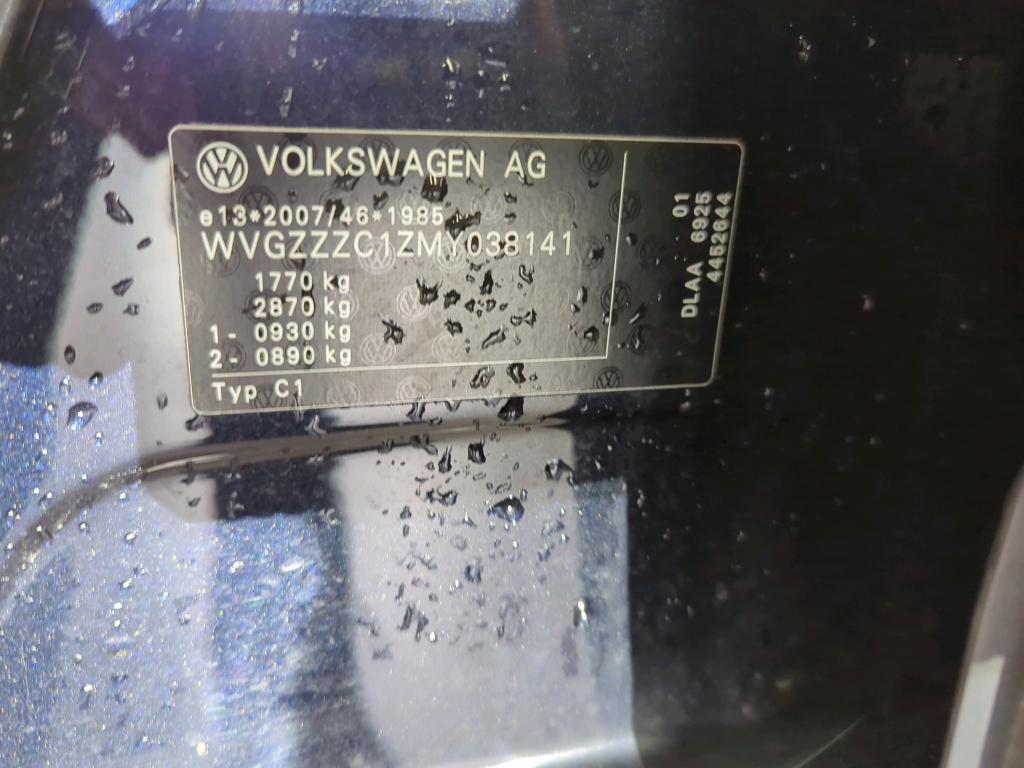 VOLKSWAGEN AG
e13*2007/46*1985
WVGZZZC1ZMY038141
1770 kg
2870 kg
1- 0930 kg
2- 0890 kg
Typ C1
01
DLAA 6925
4452644